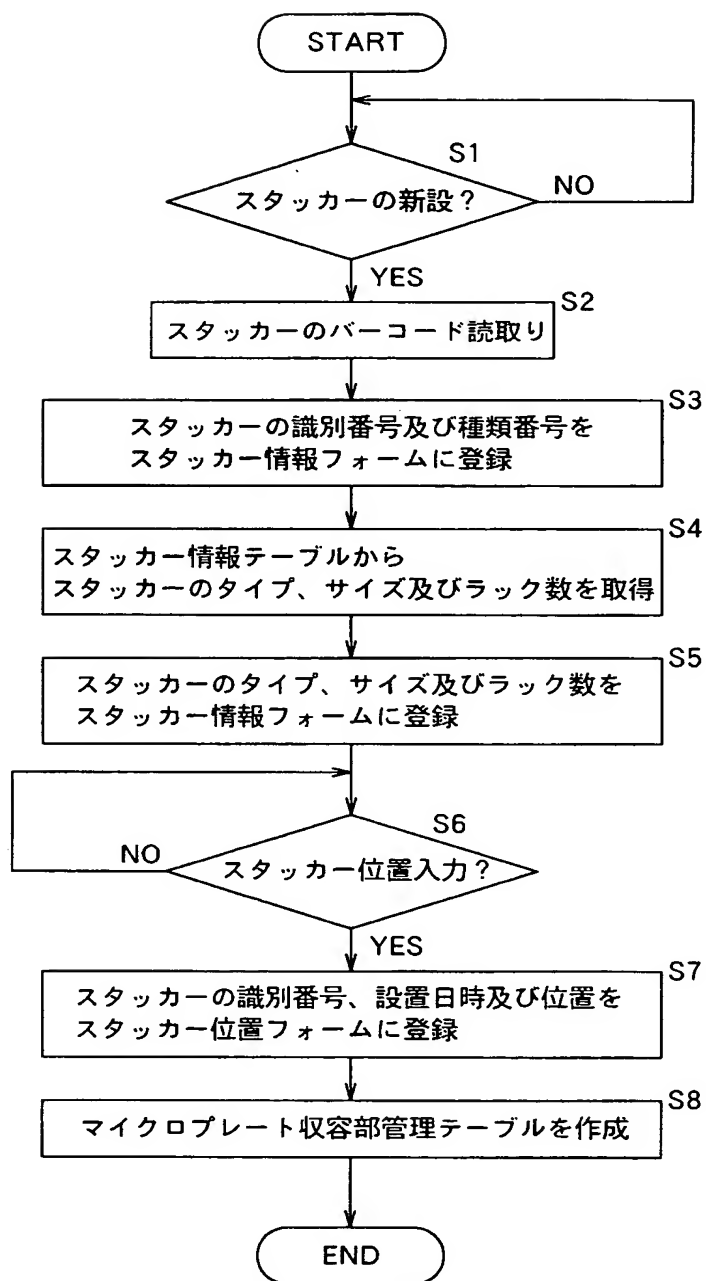 START
S1
スタッカーの新設？
NO
YES
S2
スタッカーのバーコード読取り
S3
スタッカーの識別番号及び種類番号を
スタッカー情報フォームに登録
S4
スタッカー情報テーブルから
スタッカーのタイプ、サイズ及びラック数を取得
S5
スタッカーのタイプ、サイズ及びラック数を
スタッカー情報フォームに登録
S6
NO
スタッカー位置入力？
YES
S7
スタッカーの識別番号、設置日時及び位置を
スタッカー位置フォームに登録
S8
マイクロプレート収容部管理テーブルを作成
END